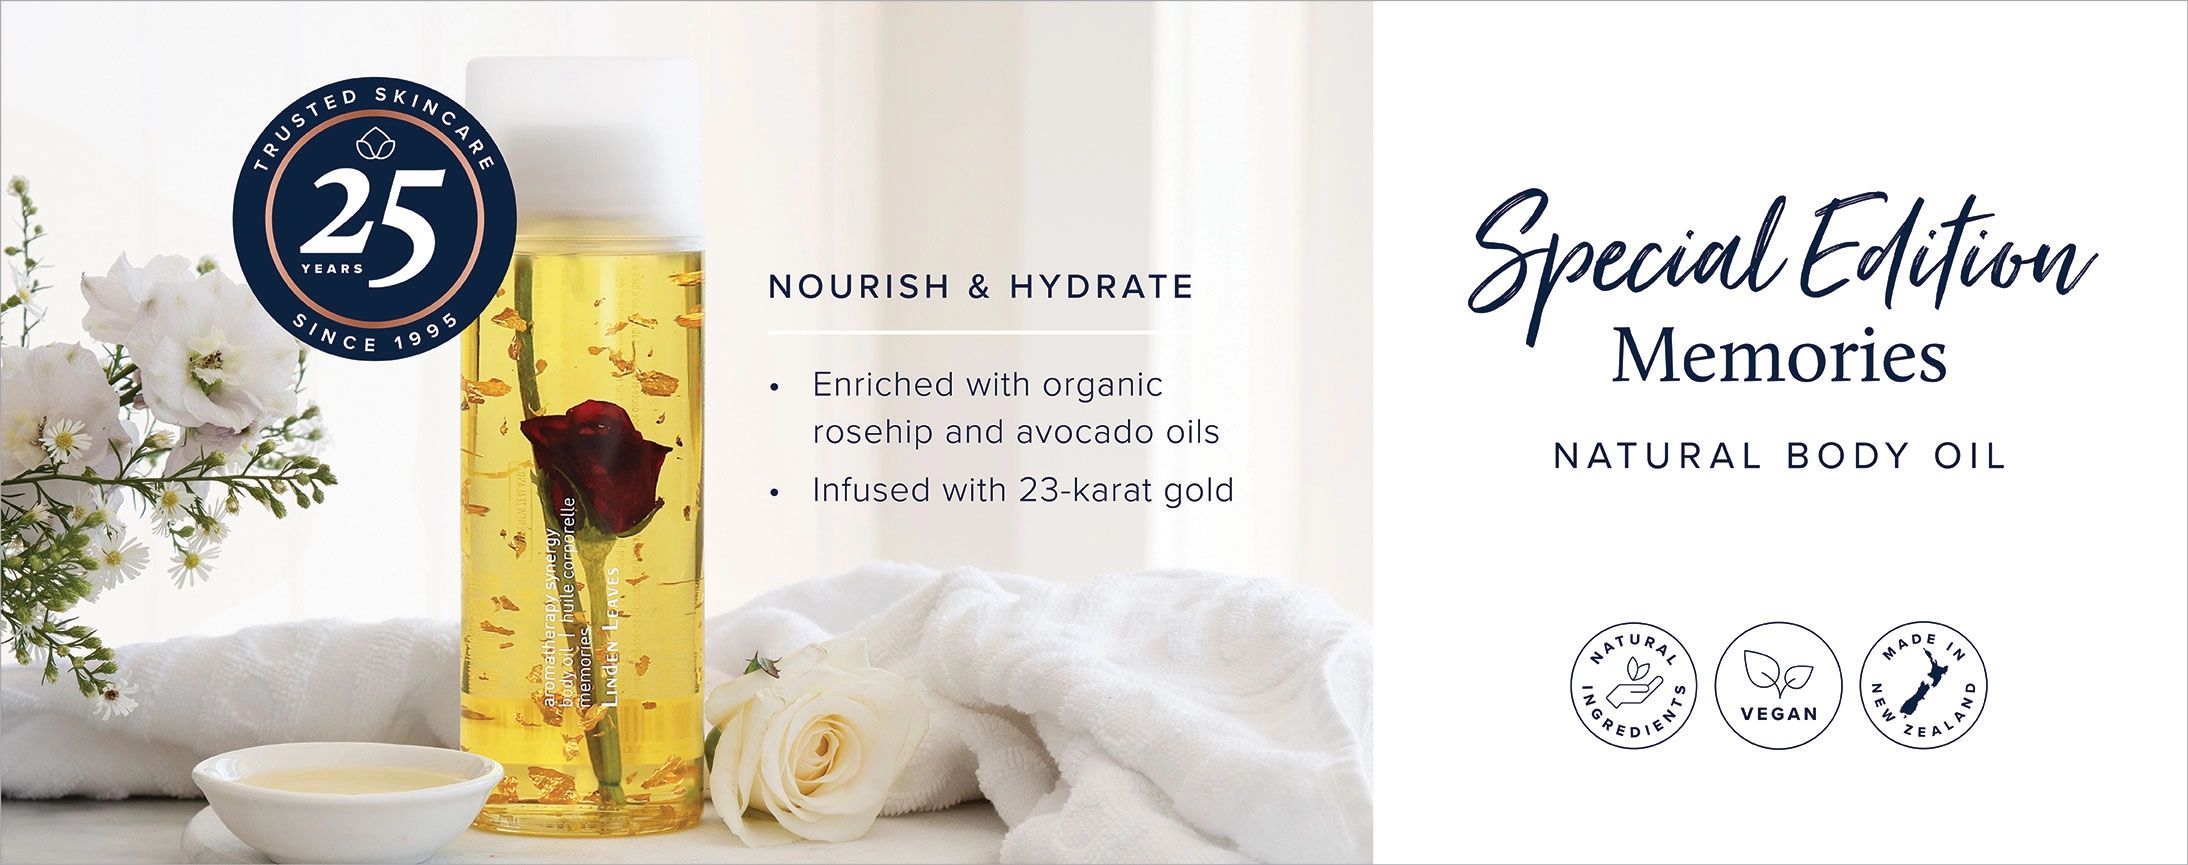 TRUSTED SKINCARE
25
YEARS
SINCE 1995
aromatherapy synergy
body oil | huile corporelle
memories
LINDEN LEAVES
NOURISH & HYDRATE
• Enriched with organic
rosehip and avocado oils
• Infused with 23-karat gold
Special Edition
Memories
NATURAL BODY OIL
NATURAL
INGREDIENTS
VEGAN
MADE IN
NEW ZEALAND